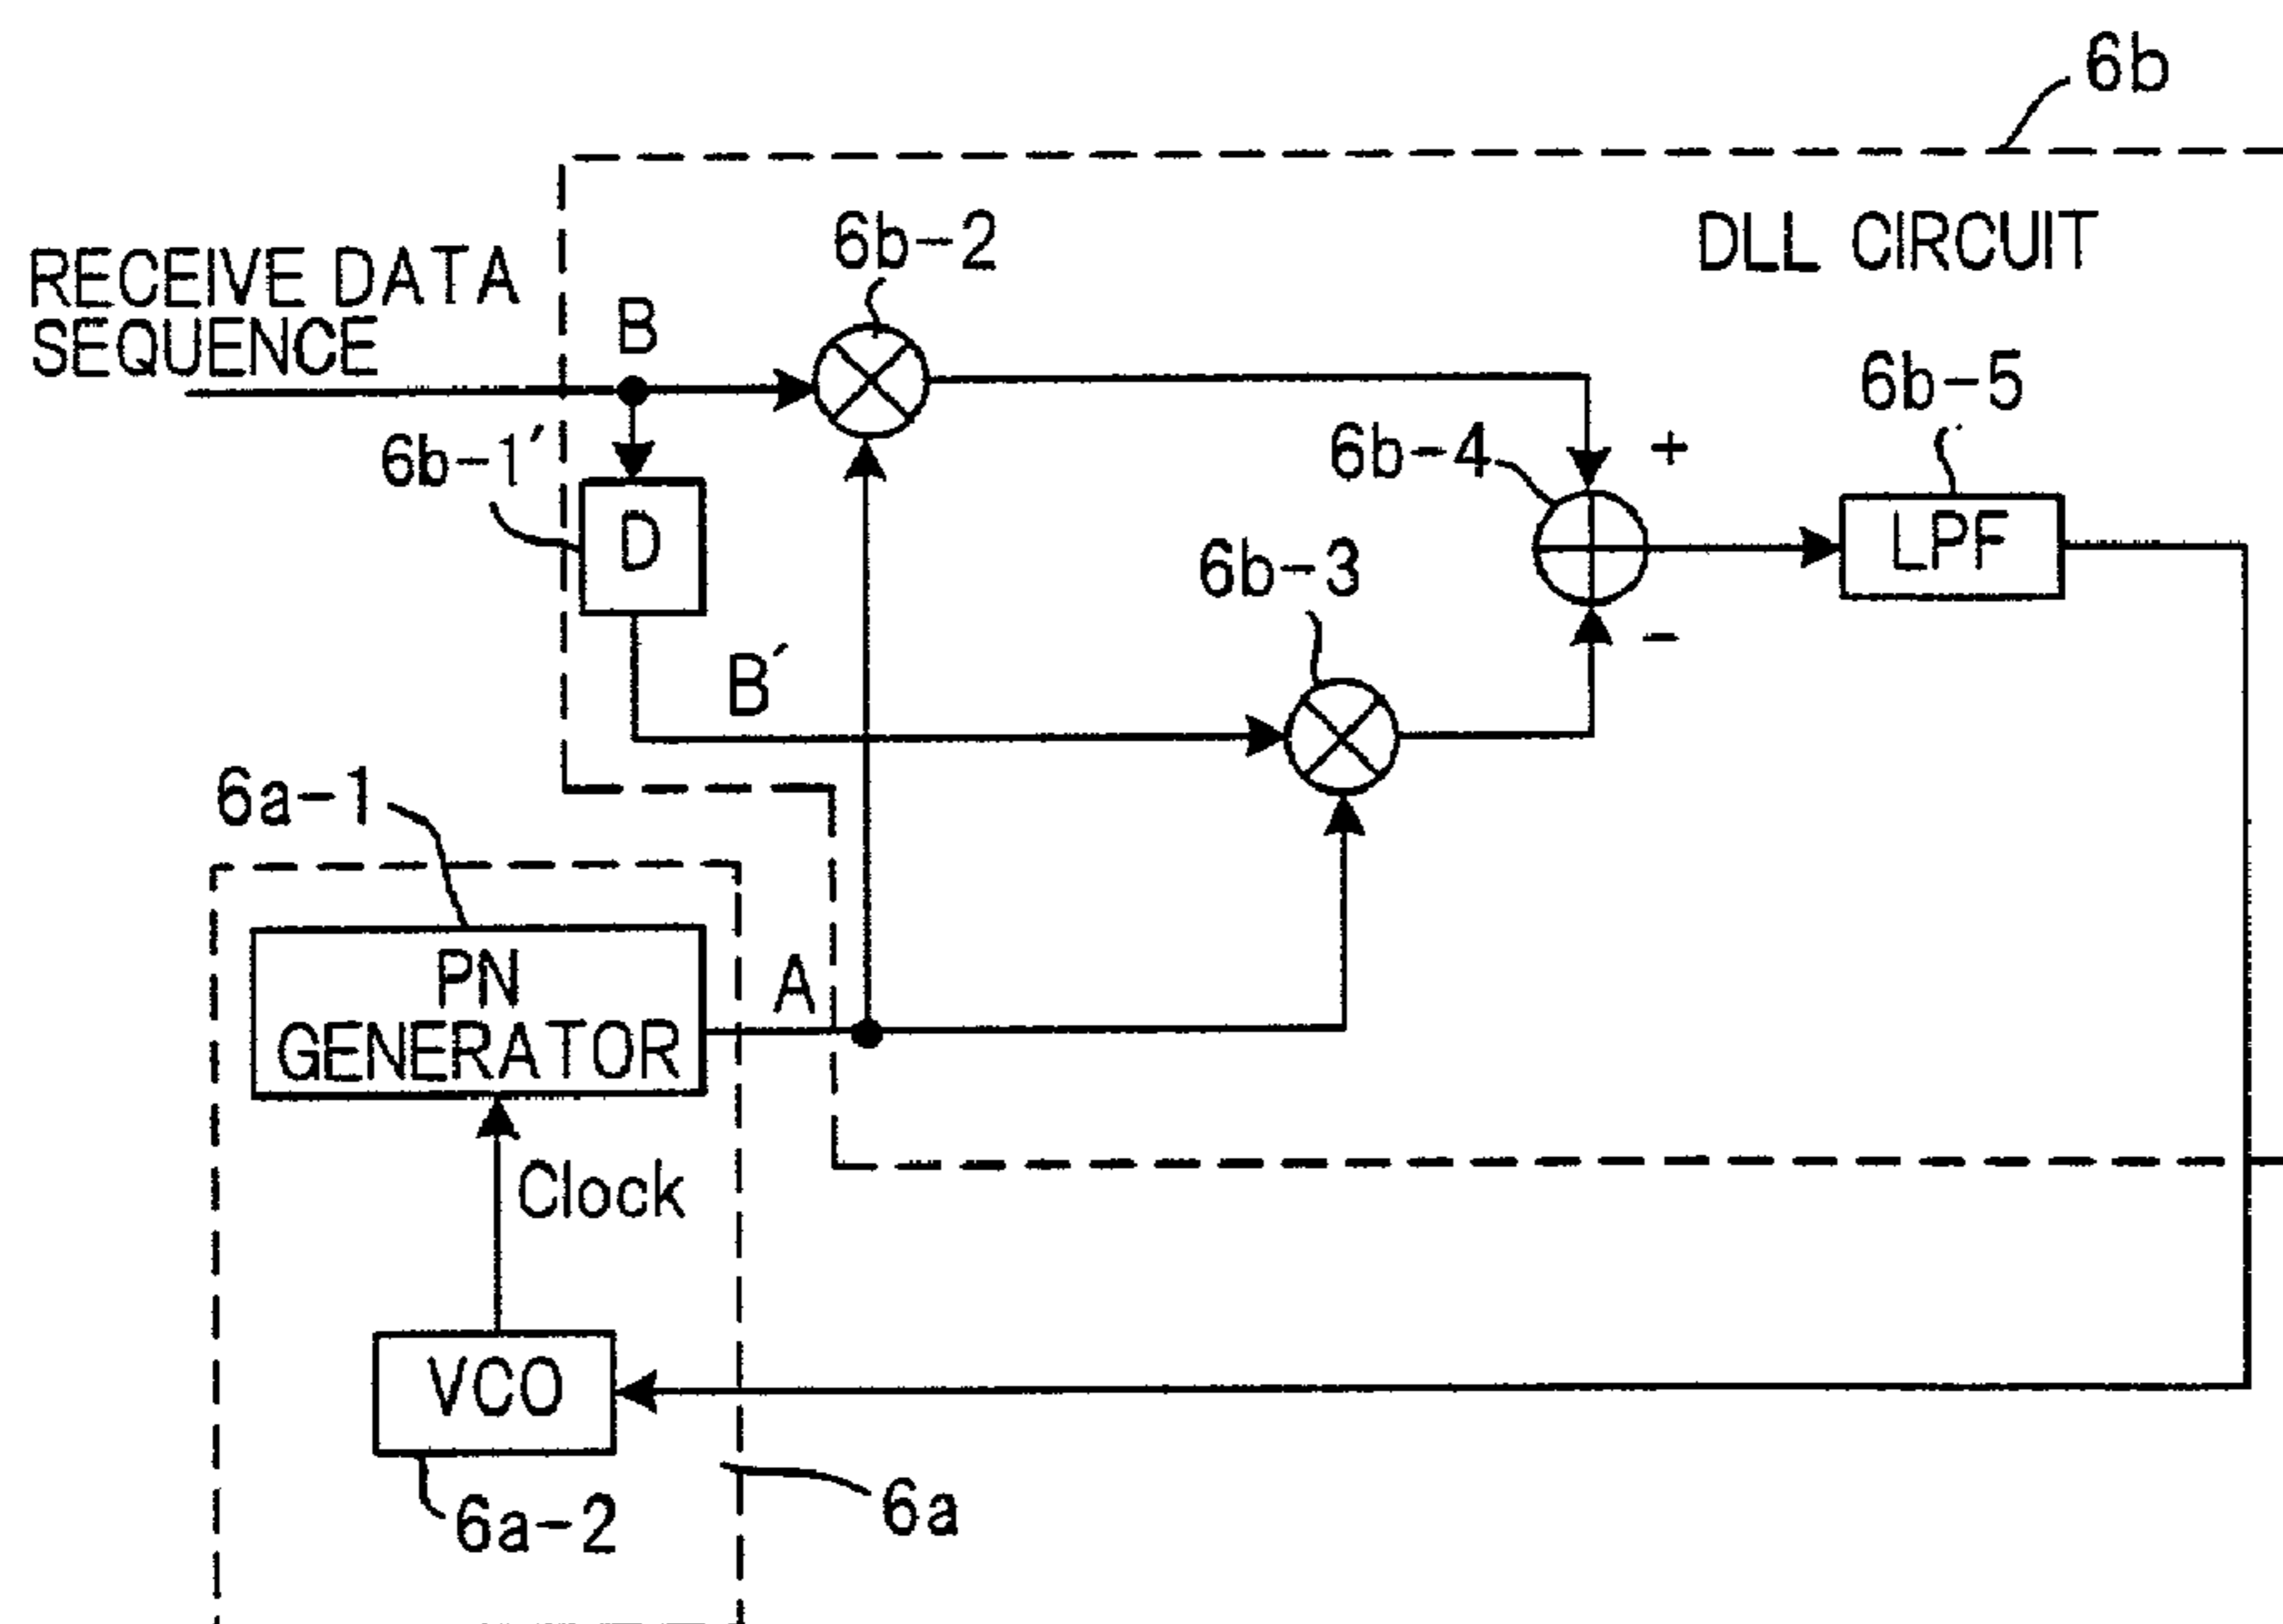 6b
DLL CIRCUIT
6b-2
RECEIVE DATA
SEQUENCE
B
6b-1′
D
6b-4
+
6b-5
LPF
6b-3
−
B′
6a-1
PN
GENERATOR
A
Clock
VCO
6a-2
6a